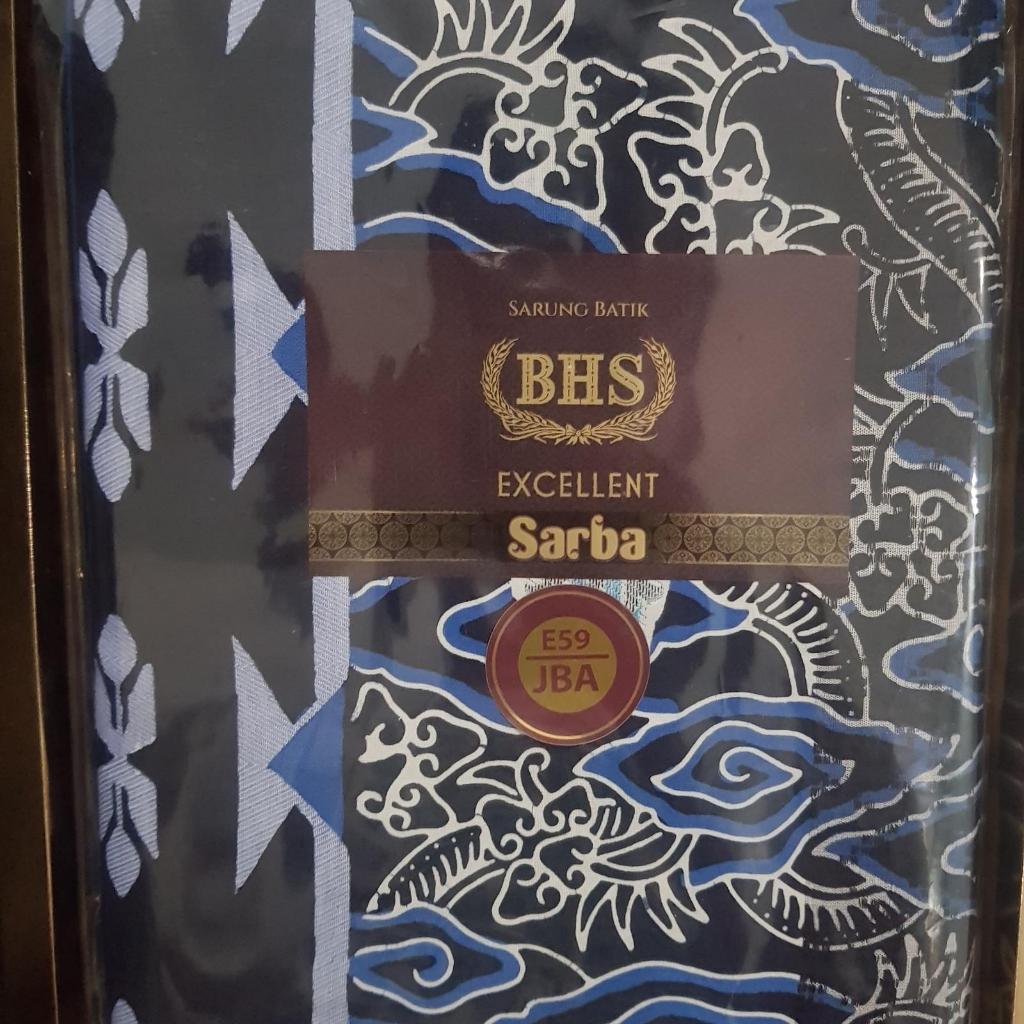 SARUNG BATIK
BHS
EXCELLENT
Sarba
E59
JBA